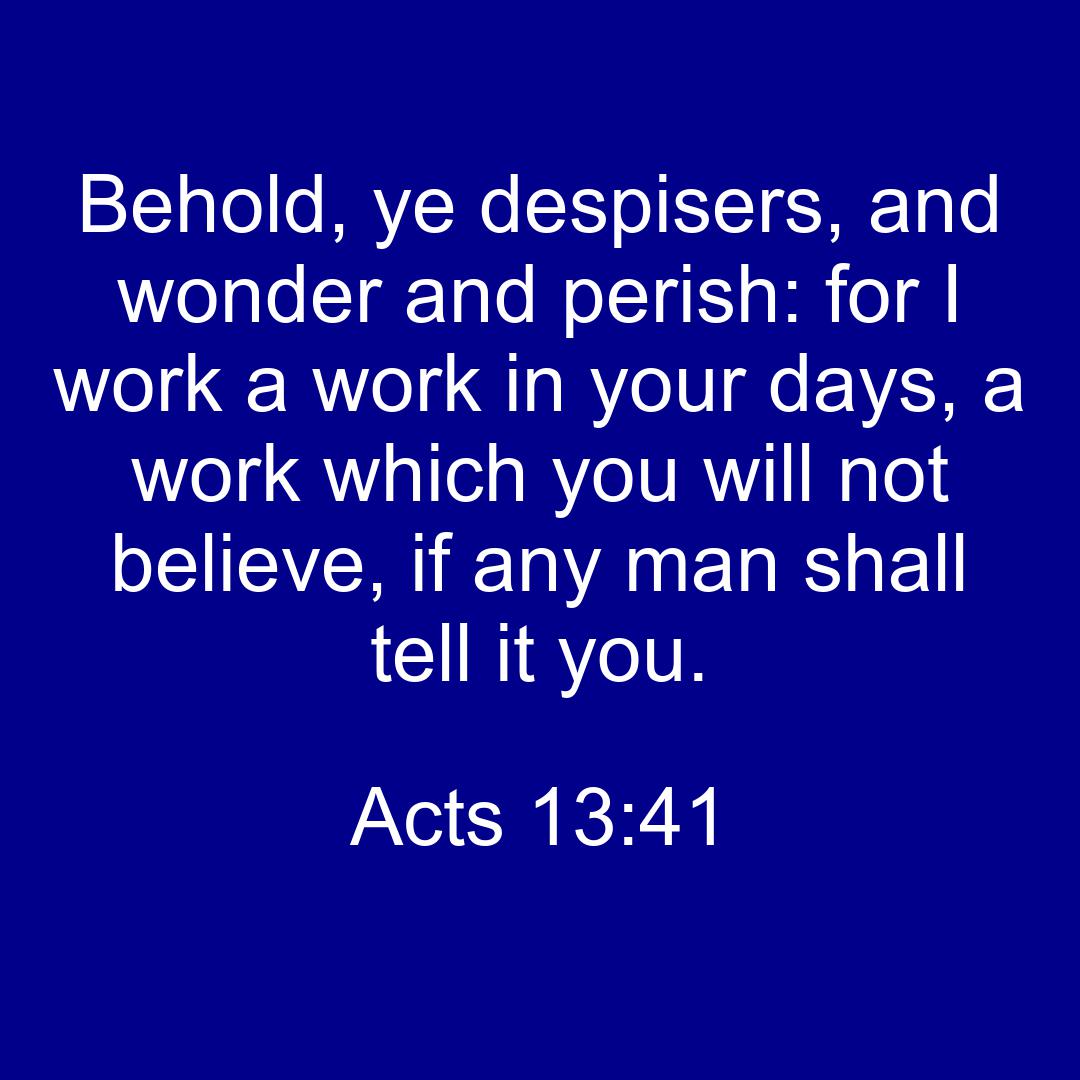 Behold, ye despisers, and
wonder and perish: for I
work a work in your days, a
work which you will not
believe, if any man shall
tell it you.
Acts 13:41